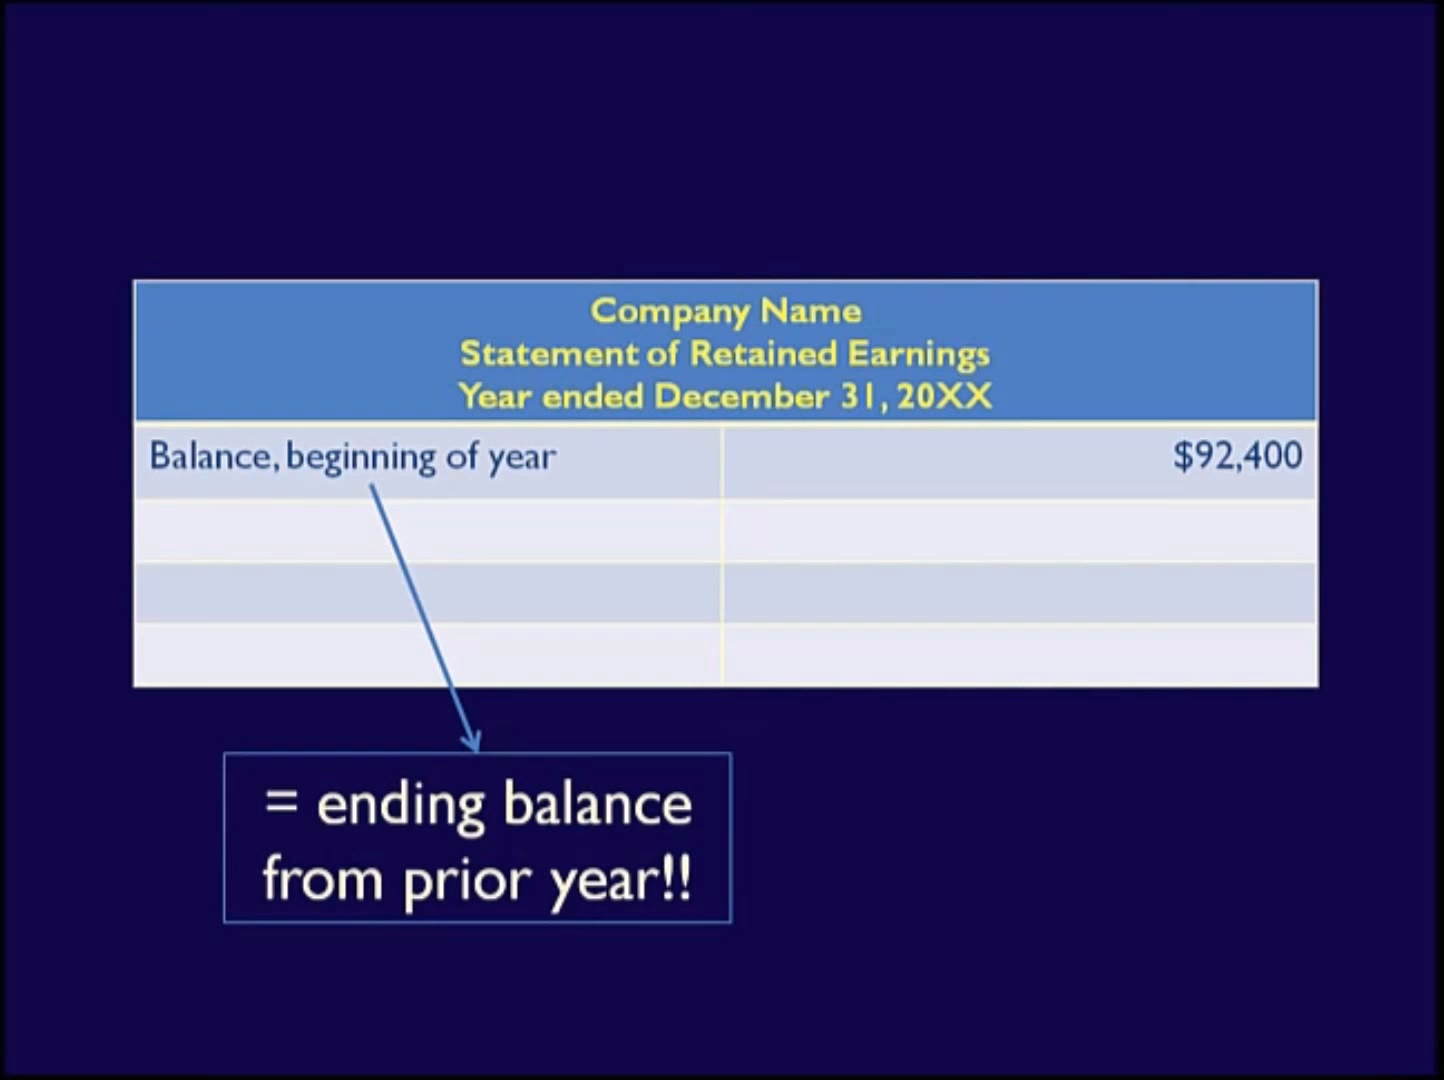 Company Name
Statement of Retained Earnings
Year ended December 31, 20XX
Balance, beginning of year $92,400
= ending balance
from prior year!!